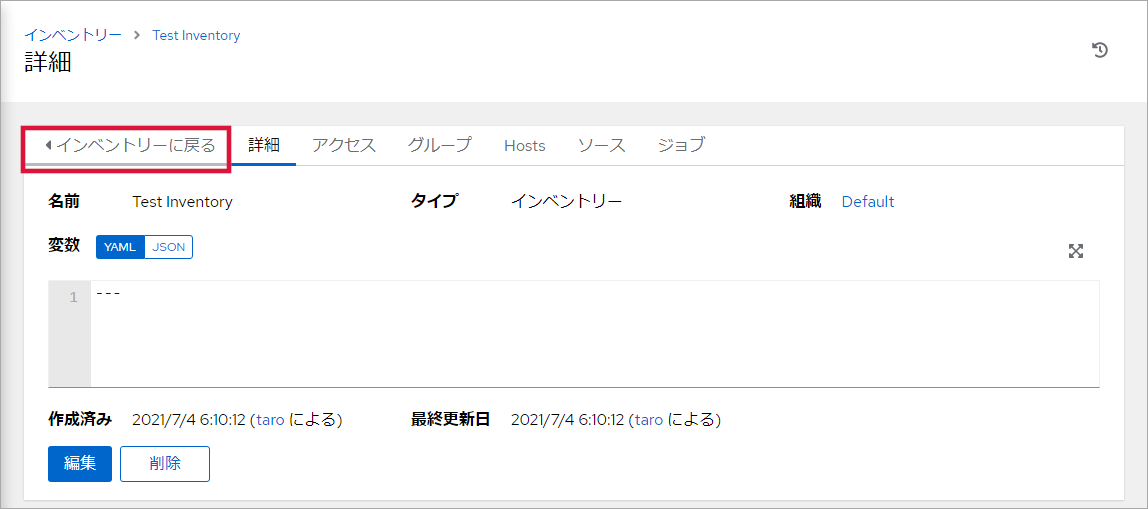 インベントリー > Test Inventory
詳細
インベントリーに戻る 詳細 アクセス グループ Hosts ソース ジョブ
名前 Test Inventory タイプ インベントリー 組織 Default
変数 YAML JSON
1 ---
作成済み 2021/7/4 6:10:12 (taro による) 最終更新日 2021/7/4 6:10:12 (taro による)
編集 削除